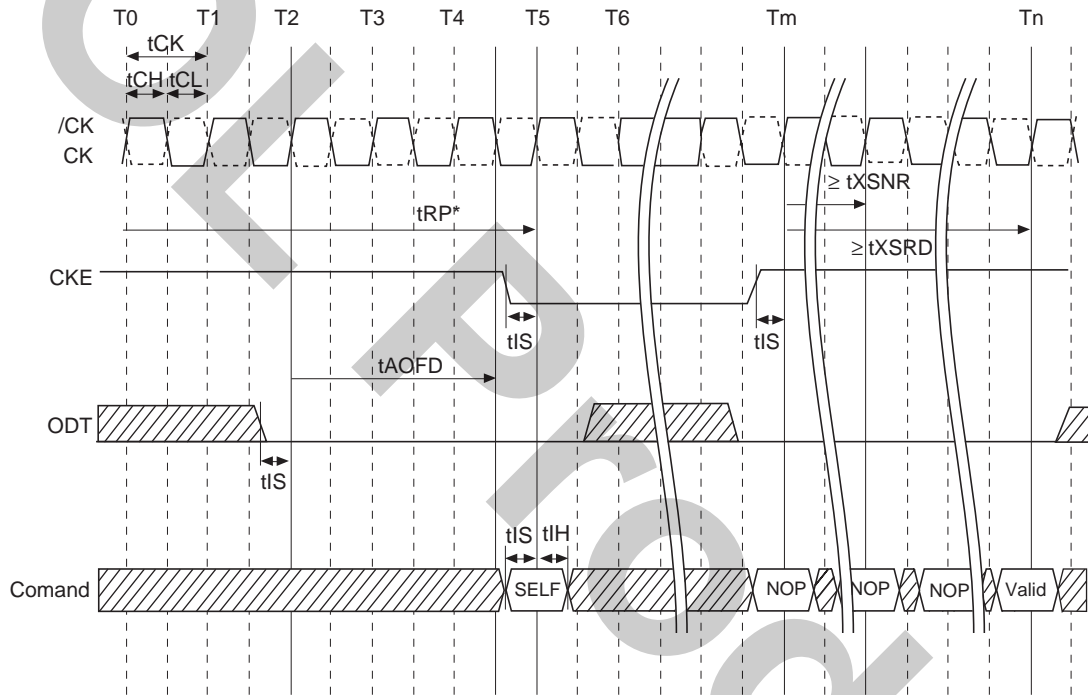 T0 T1 T2 T3 T4 T5 T6 Tm Tn
tCK
tCH tCL
/CK
CK
≥ tXSNR
tRP*
≥ tXSRD
CKE
tIS
tIS
tAOFD
ODT
tIS
tIS tIH
Comand SELF NOP NOP NOP Valid